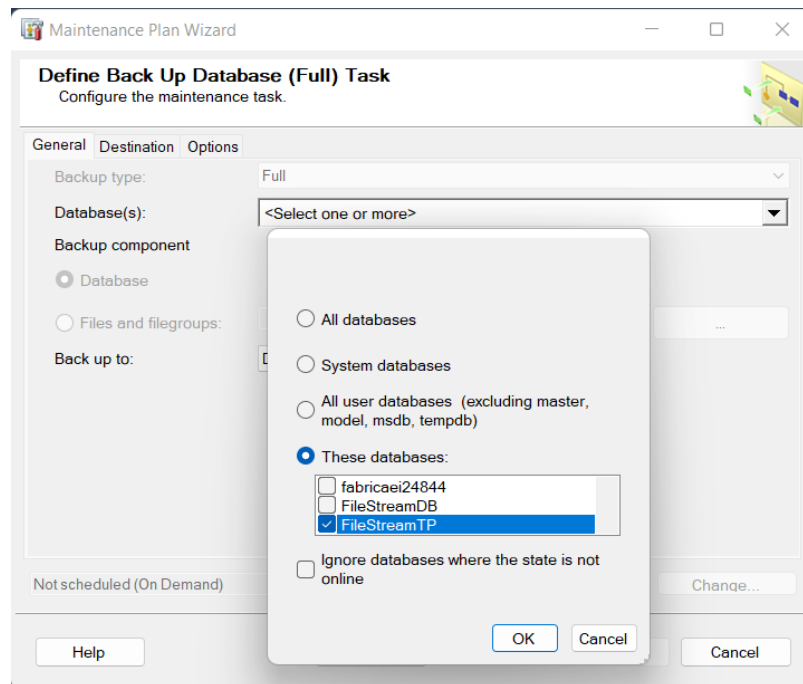 Maintenance Plan Wizard
Define Back Up Database (Full) Task
Configure the maintenance task.
General Destination Options
Backup type: Full
Database(s): <Select one or more>
Backup component
Database
All databases
Files and filegroups: ...
Back up to:
System databases
All user databases (excluding master,
model, msdb, tempdb)
These databases:
fabricaei24844
FileStreamDB
FileStreamTP
Ignore databases where the state is not
online
Not scheduled (On Demand) Change...
OK Cancel
Help Cancel